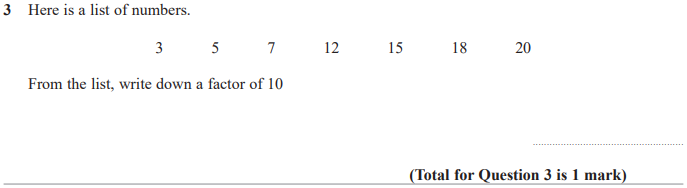 3 Here is a list of numbers.
3 5 7 12 15 18 20
From the list, write down a factor of 10
(Total for Question 3 is 1 mark)